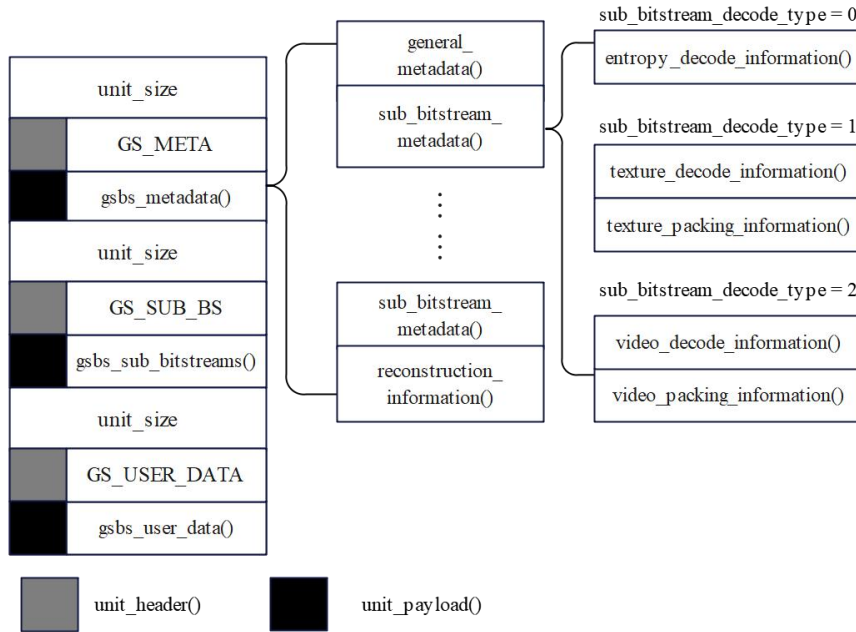 unit_size
GS_META
gsbs_metadata()
unit_size
GS_SUB_BS
gsbs_sub_bitstreams()
unit_size
GS_USER_DATA
gsbs_user_data()
general_
metadata()
sub_bitstream_
metadata()
sub_bitstream_
metadata()
reconstruction_
information()
sub_bitstream_decode_type = 0
entropy_decode_information()
sub_bitstream_decode_type = 1
texture_decode_information()
texture_packing_information()
sub_bitstream_decode_type = 2
video_decode_information()
video_packing_information()
unit_header()
unit_payload()